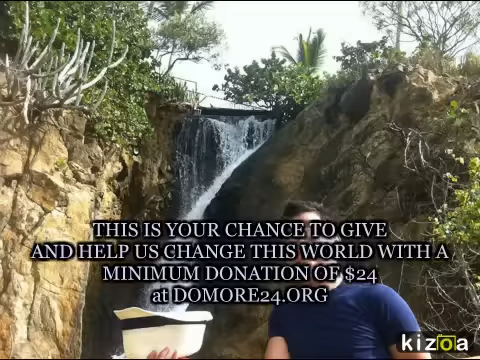 THIS IS YOUR CHANCE TO GIVE
AND HELP US CHANGE THIS WORLD WITH A
MINIMUM DONATION OF $24
at DOMORE24.ORG
kizoa